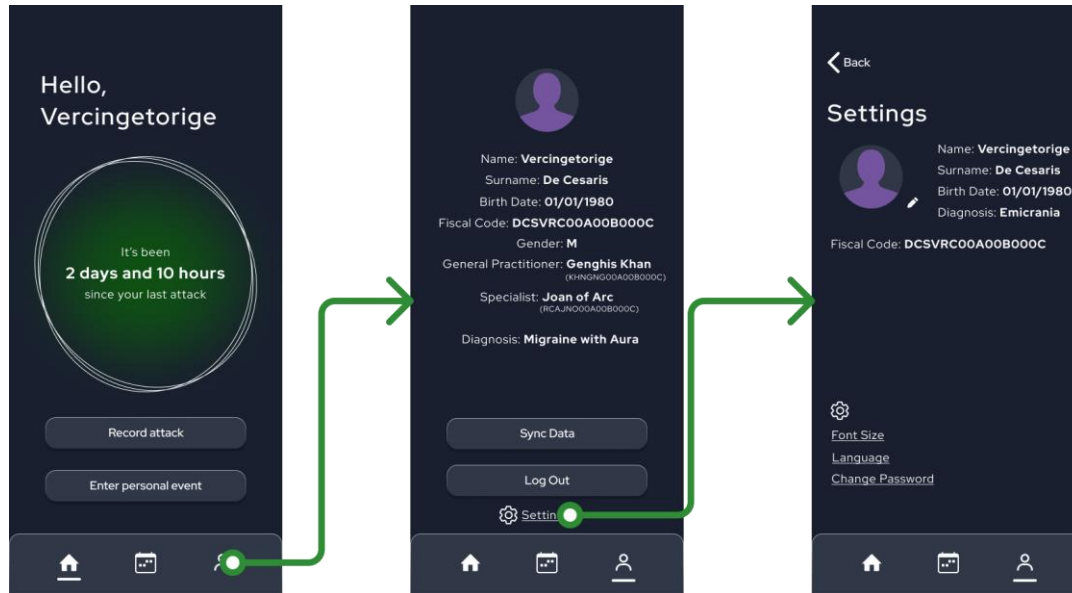 Hello,
Vercingetorige
It's been
2 days and 10 hours
since your last attack
Record attack
Enter personal event
Name: Vercingetorige
Surname: De Cesaris
Birth Date: 01/01/1980
Fiscal Code: DCSVRC00A00B000C
Gender: M
General Practitioner: Genghis Khan
(KHNGNG00A00B000C)
Specialist: Joan of Arc
(RCAJNO00A00B000C)
Diagnosis: Migraine with Aura
Sync Data
Log Out
Back
Settings
Name: Vercingetorige
Surname: De Cesaris
Birth Date: 01/01/1980
Diagnosis: Emicrania
Fiscal Code: DCSVRC00A00B000C
Font Size
Language
Change Password